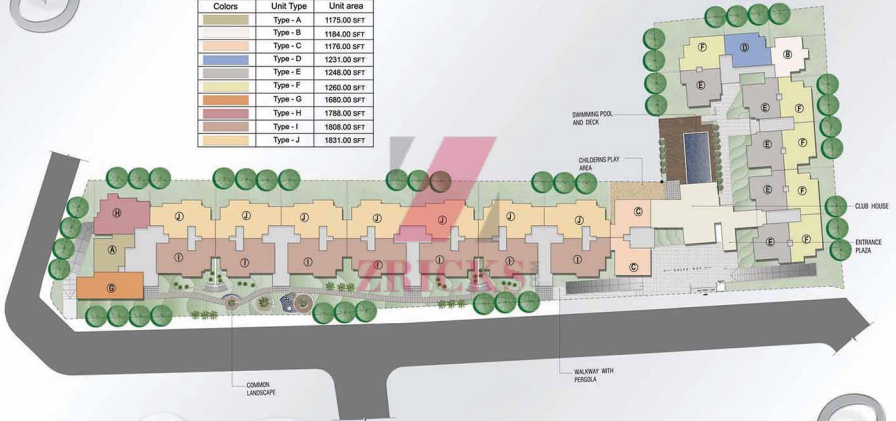 Colors Unit Type Unit area
Type - A 1175.00 SFT
Type - B 1184.00 SFT
Type - C 1176.00 SFT
Type - D 1231.00 SFT
Type - E 1248.00 SFT
Type - F 1260.00 SFT
Type - G 1680.00 SFT
Type - H 1788.00 SFT
Type - I 1808.00 SFT
Type - J 1831.00 SFT
F D B
E
E F
SWIMMING POOL
AND DECK
E F
CHILDERNS PLAY
AREA
E F
H J J J J J J J C
CLUB HOUSE
E F
ENTRANCE
PLAZA
A I I I I I I I C
ZRICKS
DRIVE WAY
G
WALKWAY WITH
PERGOLA
COMMON
LANDSCAPE